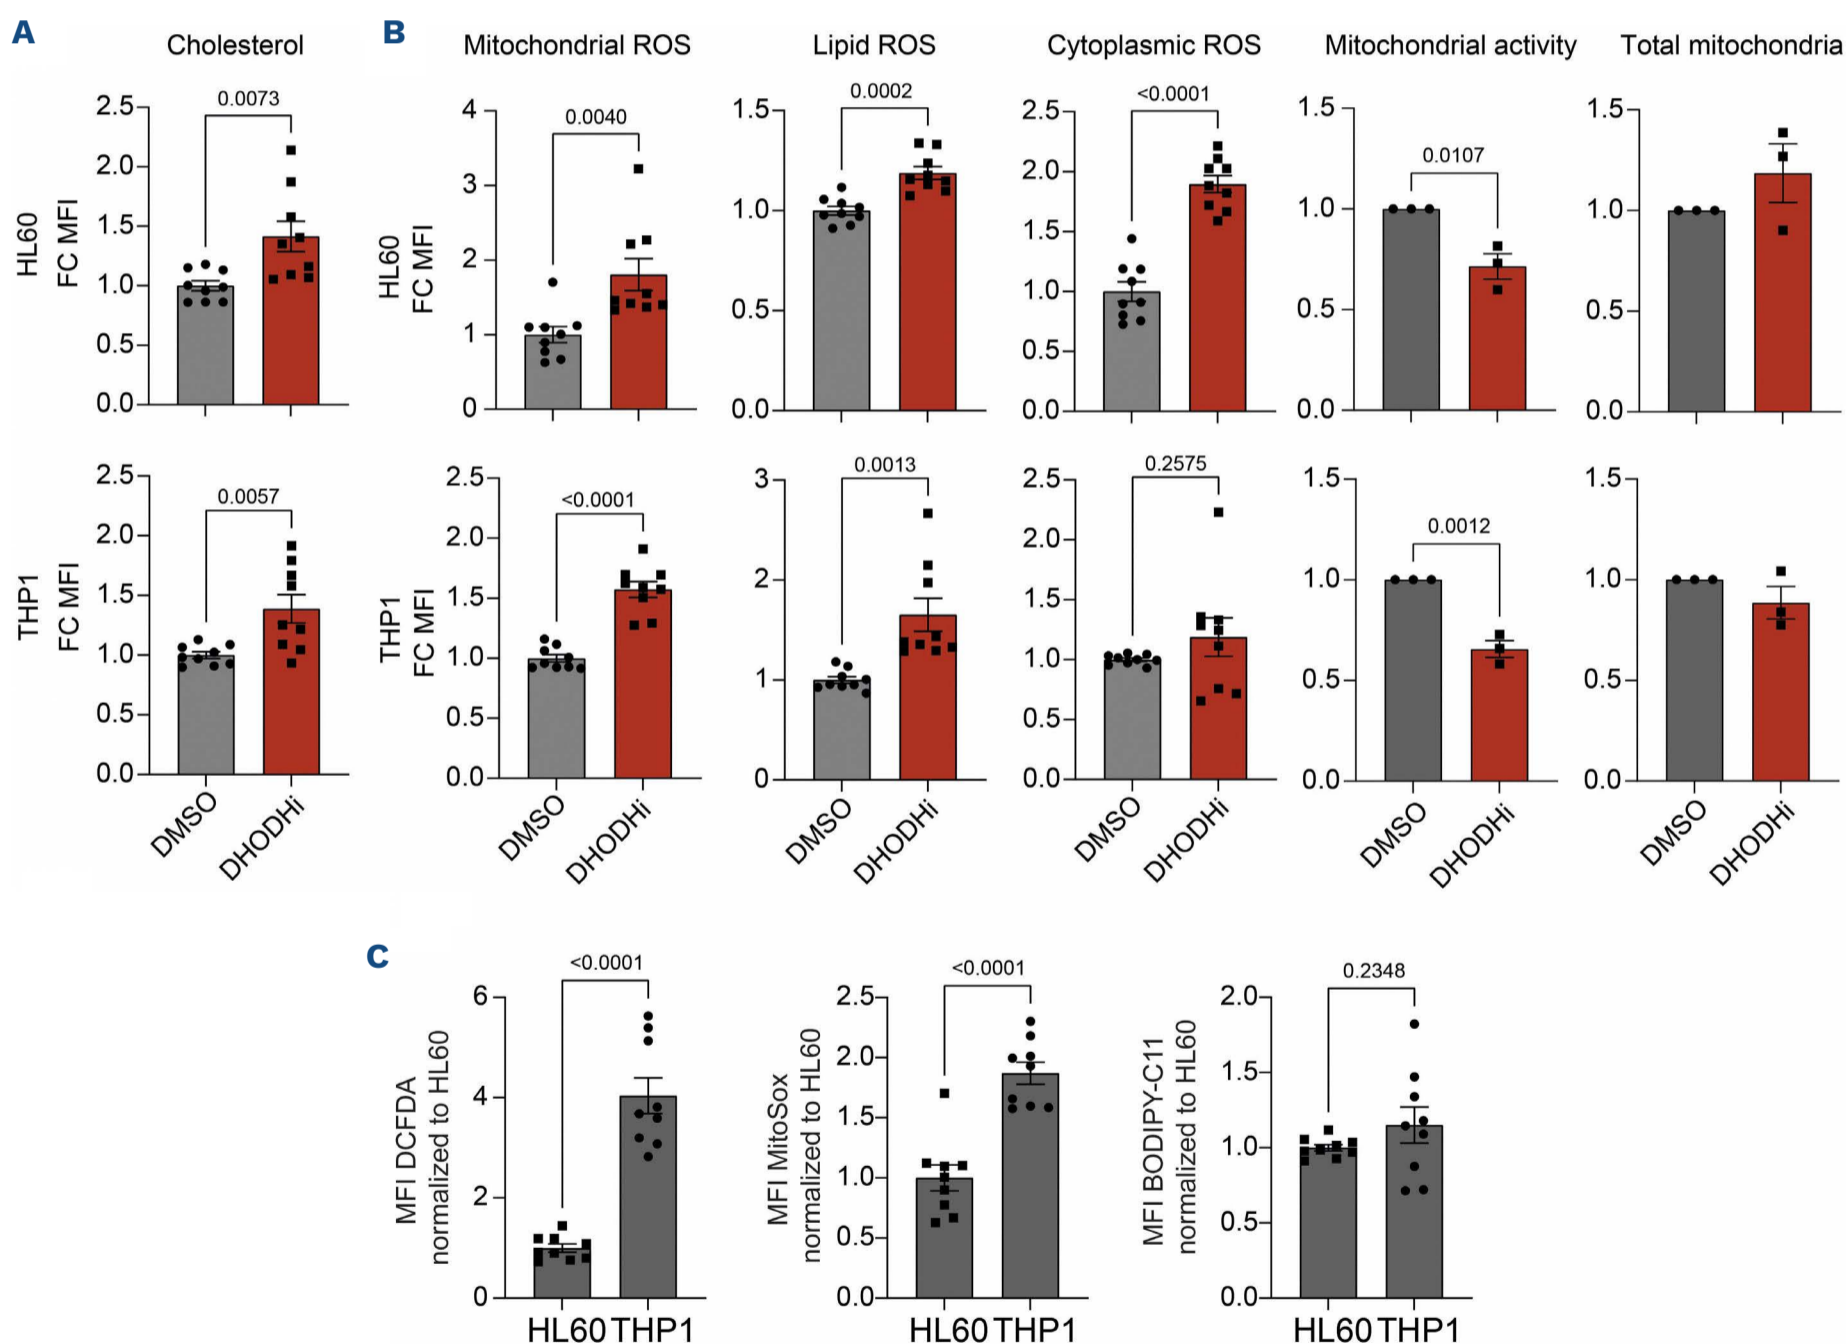 A
Cholesterol
B
Mitochondrial ROS
Lipid ROS
Cytoplasmic ROS
Mitochondrial activity
Total mitochondria
HL60
FC MFI
2.5
2.0
1.5
1.0
0.5
0.0
0.0073
HL60
FC MFI
4
3
2
1
0
0.0040
1.5
1.0
0.5
0.0
0.0002
2.5
2.0
1.5
1.0
0.5
0.0
<0.0001
1.5
1.0
0.5
0.0
0.0107
1.5
1.0
0.5
0.0
THP1
FC MFI
2.5
2.0
1.5
1.0
0.5
0.0
0.0057
DMSO
DHODHi
THP1
FC MFI
2.5
2.0
1.5
1.0
0.5
0.0
<0.0001
DMSO
DHODHi
3
2
1
0
0.0013
DMSO
DHODHi
2.5
2.0
1.5
1.0
0.5
0.0
0.2575
DMSO
DHODHi
1.5
1.0
0.5
0.0
0.0012
DMSO
DHODHi
1.5
1.0
0.5
0.0
DMSO
DHODHi
C
MFI DCFDA
normalized to HL60
6
4
2
0
<0.0001
HL60 THP1
MFI MitoSox
normalized to HL60
2.5
2.0
1.5
1.0
0.5
0.0
<0.0001
HL60 THP1
MFI BODIPY-C11
normalized to HL60
2.0
1.5
1.0
0.5
0.0
0.2348
HL60 THP1